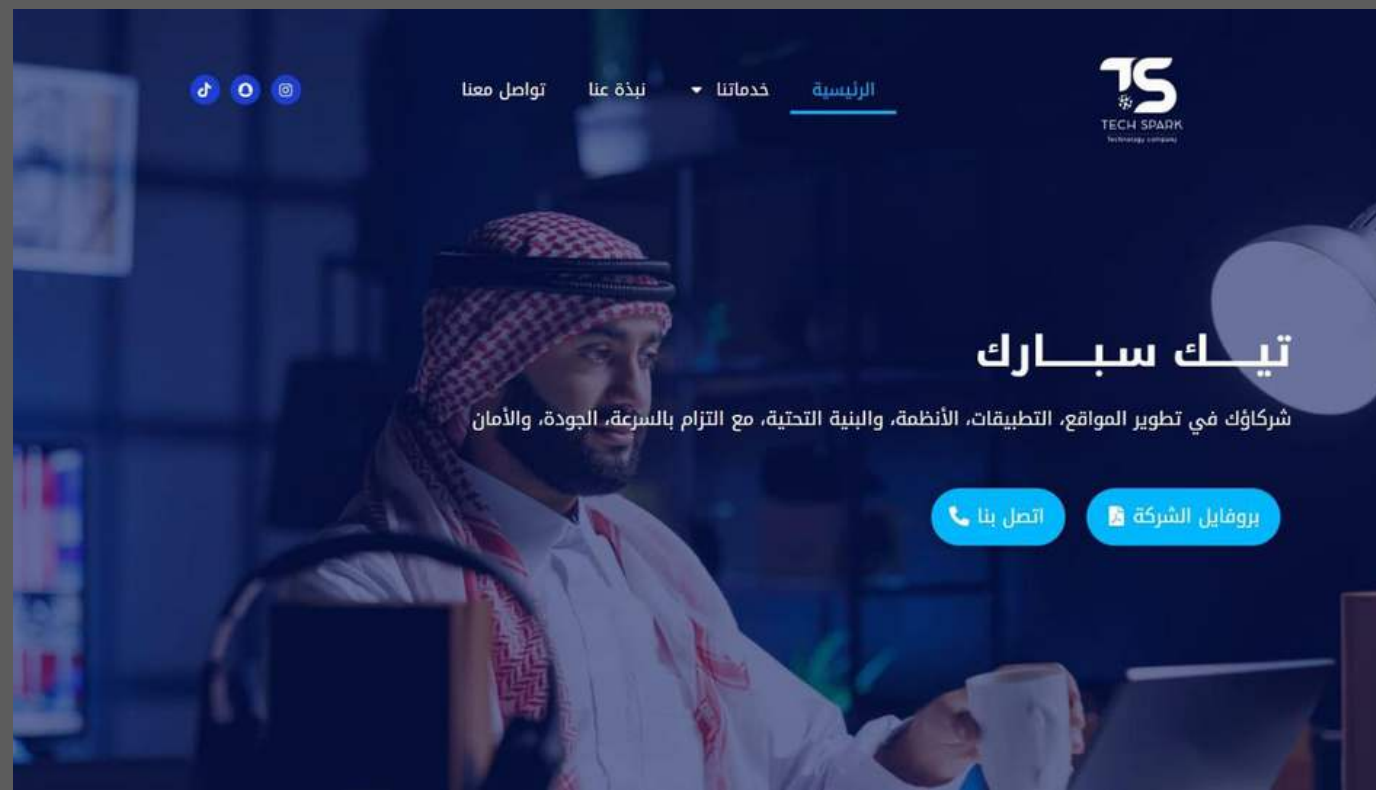 TS
TECH SPARK
Technology company
الرئيسية
خدماتنا
نبذة عنا
تواصل معنا
تيـــك سبـــارك
شركاؤك في تطوير المواقع، التطبيقات، الأنظمة، والبنية التحتية، مع التزام بالسرعة، الجودة، والأمان
بروفايل الشركة
اتصل بنا